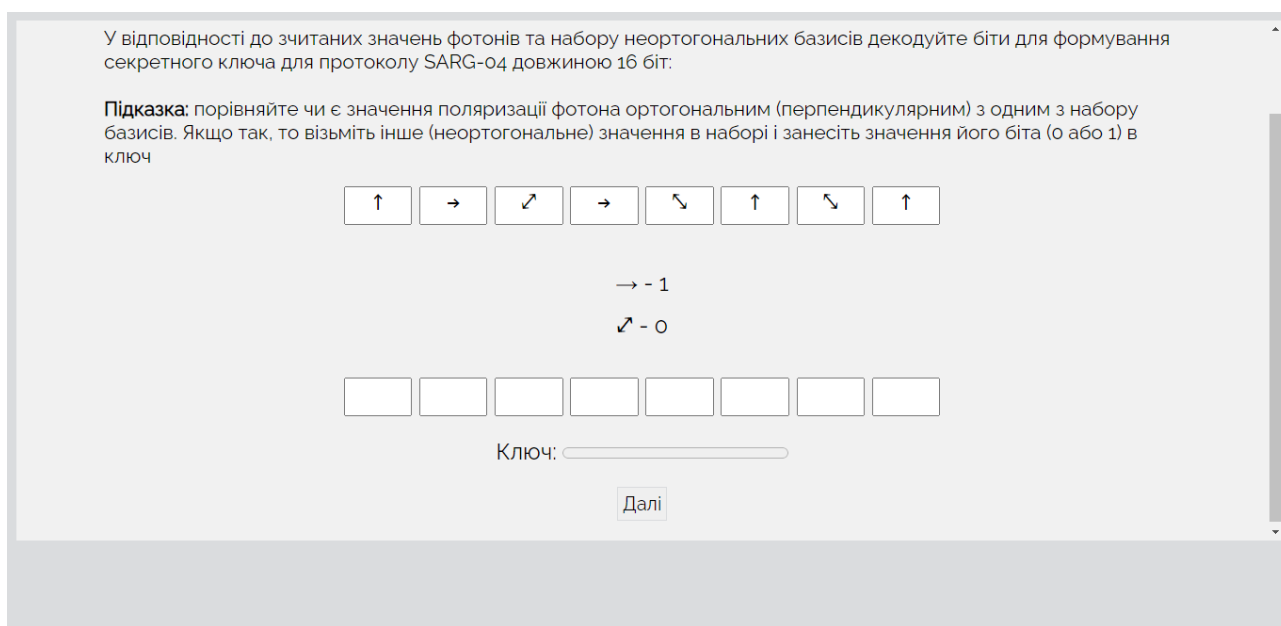 У відповідності до зчитаних значень фотонів та набору неортогональних базисів декодуйте біти для формування
секретного ключа для протоколу SARG-04 довжиною 16 біт:
Підказка: порівняйте чи є значення поляризації фотона ортогональним (перпендикулярним) з одним з набору
базисів. Якщо так, то візьміть інше (неортогональне) значення в наборі і занесіть значення його біта (0 або 1) в
ключ
↑ → ⤢ → ⤡ ↑ ⤡ ↑
→ - 1
⤢ - 0
Ключ:
Далі